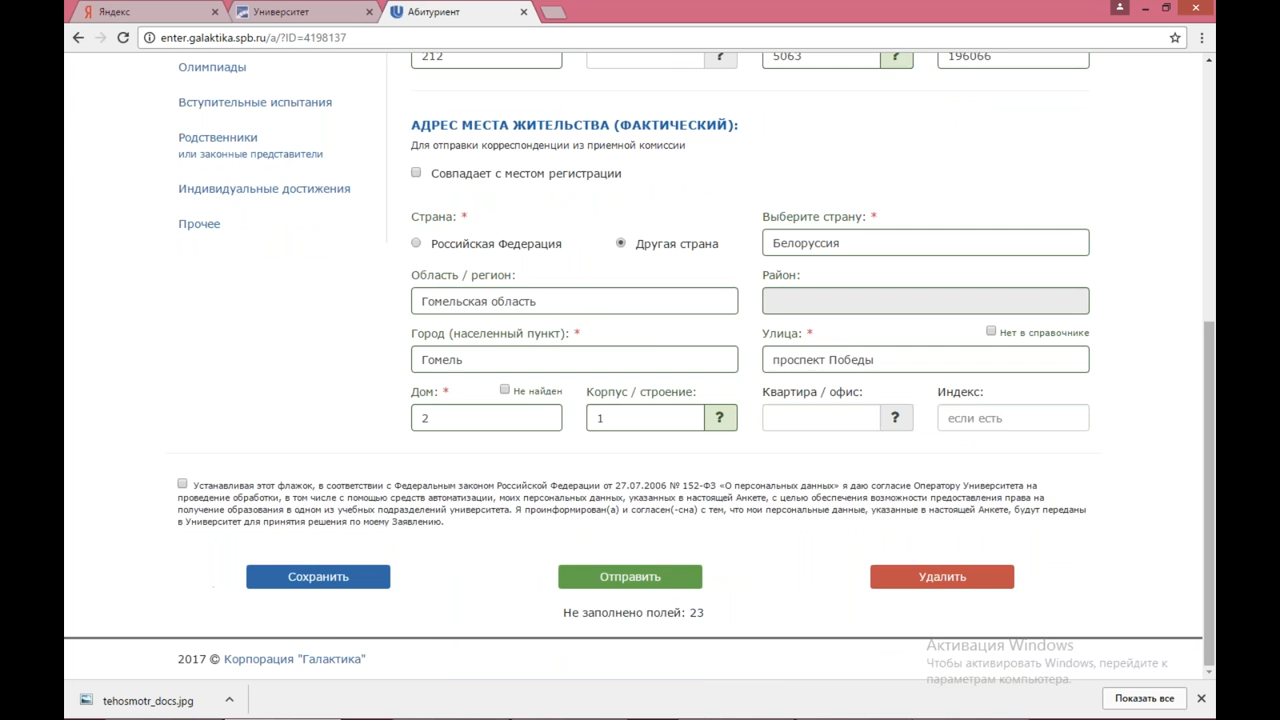 Яндекс
Университет
Абитуриент
enter.galaktika.spb.ru/a/?ID=4198137
212
?
5063
?
196066
Олимпиады
Вступительные испытания
Родственники
или законные представители
Индивидуальные достижения
Прочее
АДРЕС МЕСТА ЖИТЕЛЬСТВА (ФАКТИЧЕСКИЙ):
Для отправки корреспонденции из приемной комиссии
Совпадает с местом регистрации
Страна: *
Выберите страну: *
Российская Федерация
Другая страна
Белоруссия
Область / регион:
Район:
Гомельская область
Город (населенный пункт): *
Улица: *
Нет в справочнике
Гомель
проспект Победы
Дом: *
Не найден
Корпус / строение:
Квартира / офис:
Индекс:
2
1
?
?
если есть
Устанавливая этот флажок, в соответствии с Федеральным законом Российской Федерации от 27.07.2006 № 152-ФЗ «О персональных данных» я даю согласие Оператору Университета на
проведение обработки, в том числе с помощью средств автоматизации, моих персональных данных, указанных в настоящей Анкете, с целью обеспечения возможности предоставления права на
получение образования в одном из учебных подразделений университета. Я проинформирован(а) и согласен(-сна) с тем, что мои персональные данные, указанные в настоящей Анкете, будут переданы
в Университет для принятия решения по моему Заявлению.
Сохранить
Отправить
Удалить
Не заполнено полей: 23
2017 © Корпорация "Галактика"
Активация Windows
Чтобы активировать Windows, перейдите к
параметрам компьютера.
tehosmotr_docs.jpg
Показать все